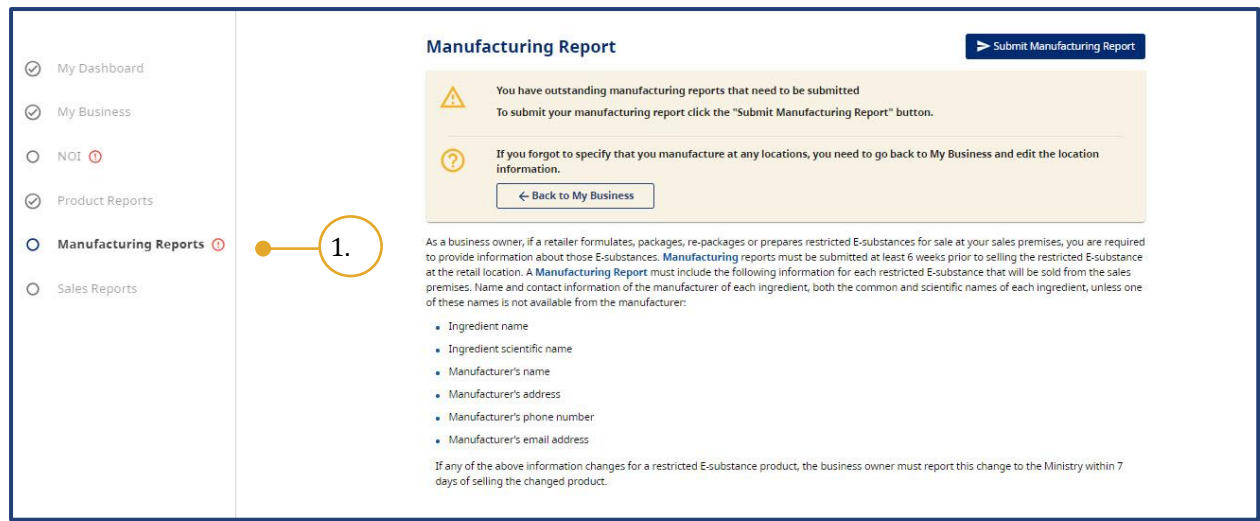 My Dashboard
My Business
NOI
Product Reports
Manufacturing Reports
Sales Reports
1.
Manufacturing Report
Submit Manufacturing Report
You have outstanding manufacturing reports that need to be submitted
To submit your manufacturing report click the "Submit Manufacturing Report" button.
If you forgot to specify that you manufacture at any locations, you need to go back to My Business and edit the location
information.
Back to My Business
As a business owner, if a retailer formulates, packages, re-packages or prepares restricted E-substances for sale at your sales premises, you are required
to provide information about those E-substances. Manufacturing reports must be submitted at least 6 weeks prior to selling the restricted E-substance
at the retail location. A Manufacturing Report must include the following information for each restricted E-substance that will be sold from the sales
premises. Name and contact information of the manufacturer of each ingredient, both the common and scientific names of each ingredient, unless one
of these names is not available from the manufacturer:
Ingredient name
Ingredient scientific name
Manufacturer's name
Manufacturer's address
Manufacturer's phone number
Manufacturer's email address
If any of the above information changes for a restricted E-substance product, the business owner must report this change to the Ministry within 7
days of selling the changed product.